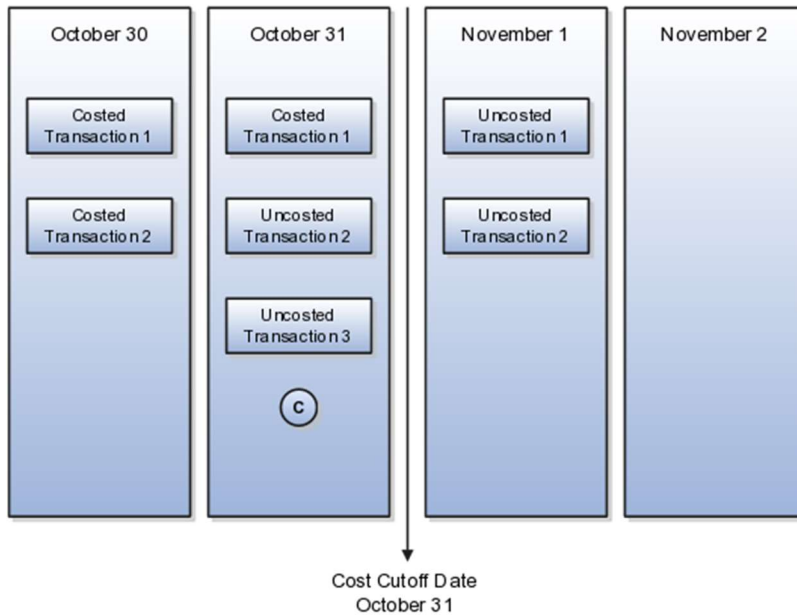 October 30
October 31
November 1
November 2
Costed
Transaction 1
Costed
Transaction 1
Uncosted
Transaction 1
Costed
Transaction 2
Uncosted
Transaction 2
Uncosted
Transaction 2
Uncosted
Transaction 3
C
Cost Cutoff Date
October 31